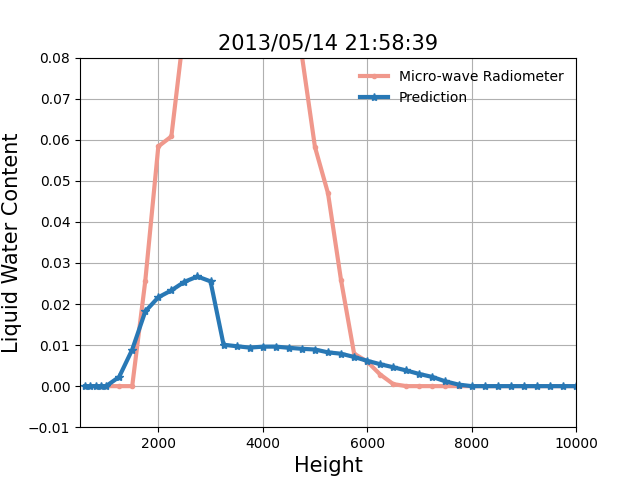 2013/05/14 21:58:39
Micro-wave Radiometer
Prediction
Liquid Water Content
0.08
0.07
0.06
0.05
0.04
0.03
0.02
0.01
0.00
−0.01
2000 4000 6000 8000 10000
Height